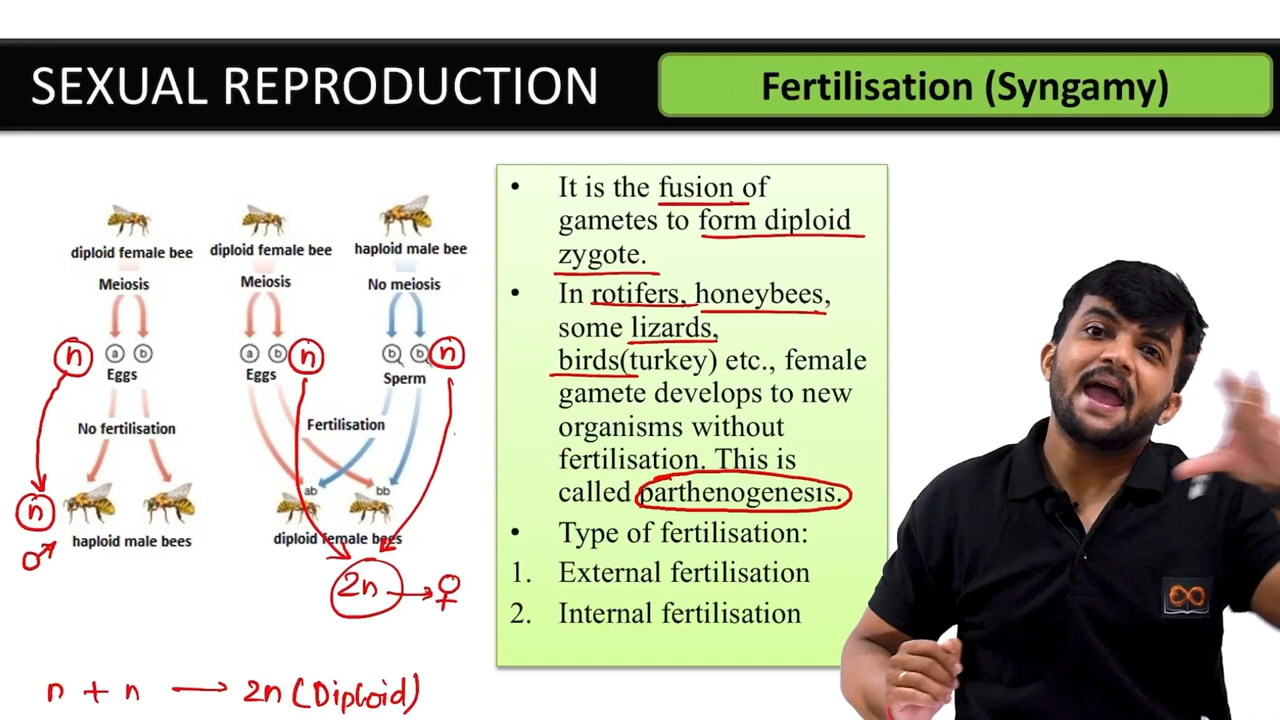 SEXUAL REPRODUCTION
Fertilisation (Syngamy)
diploid female bee
diploid female bee
haploid male bee
Meiosis
Meiosis
No meiosis
n
a b
a b
n
b b
n
Eggs
Eggs
Sperm
No fertilisation
Fertilisation
ab
bb
n
haploid male bees
diploid female bees
♂
2n → ♀
n + n → 2n (Diploid)
• It is the fusion of
gametes to form diploid
zygote.
• In rotifers, honeybees,
some lizards,
birds(turkey) etc., female
gamete develops to new
organisms without
fertilisation. This is
called parthenogenesis.
• Type of fertilisation:
1. External fertilisation
2. Internal fertilisation